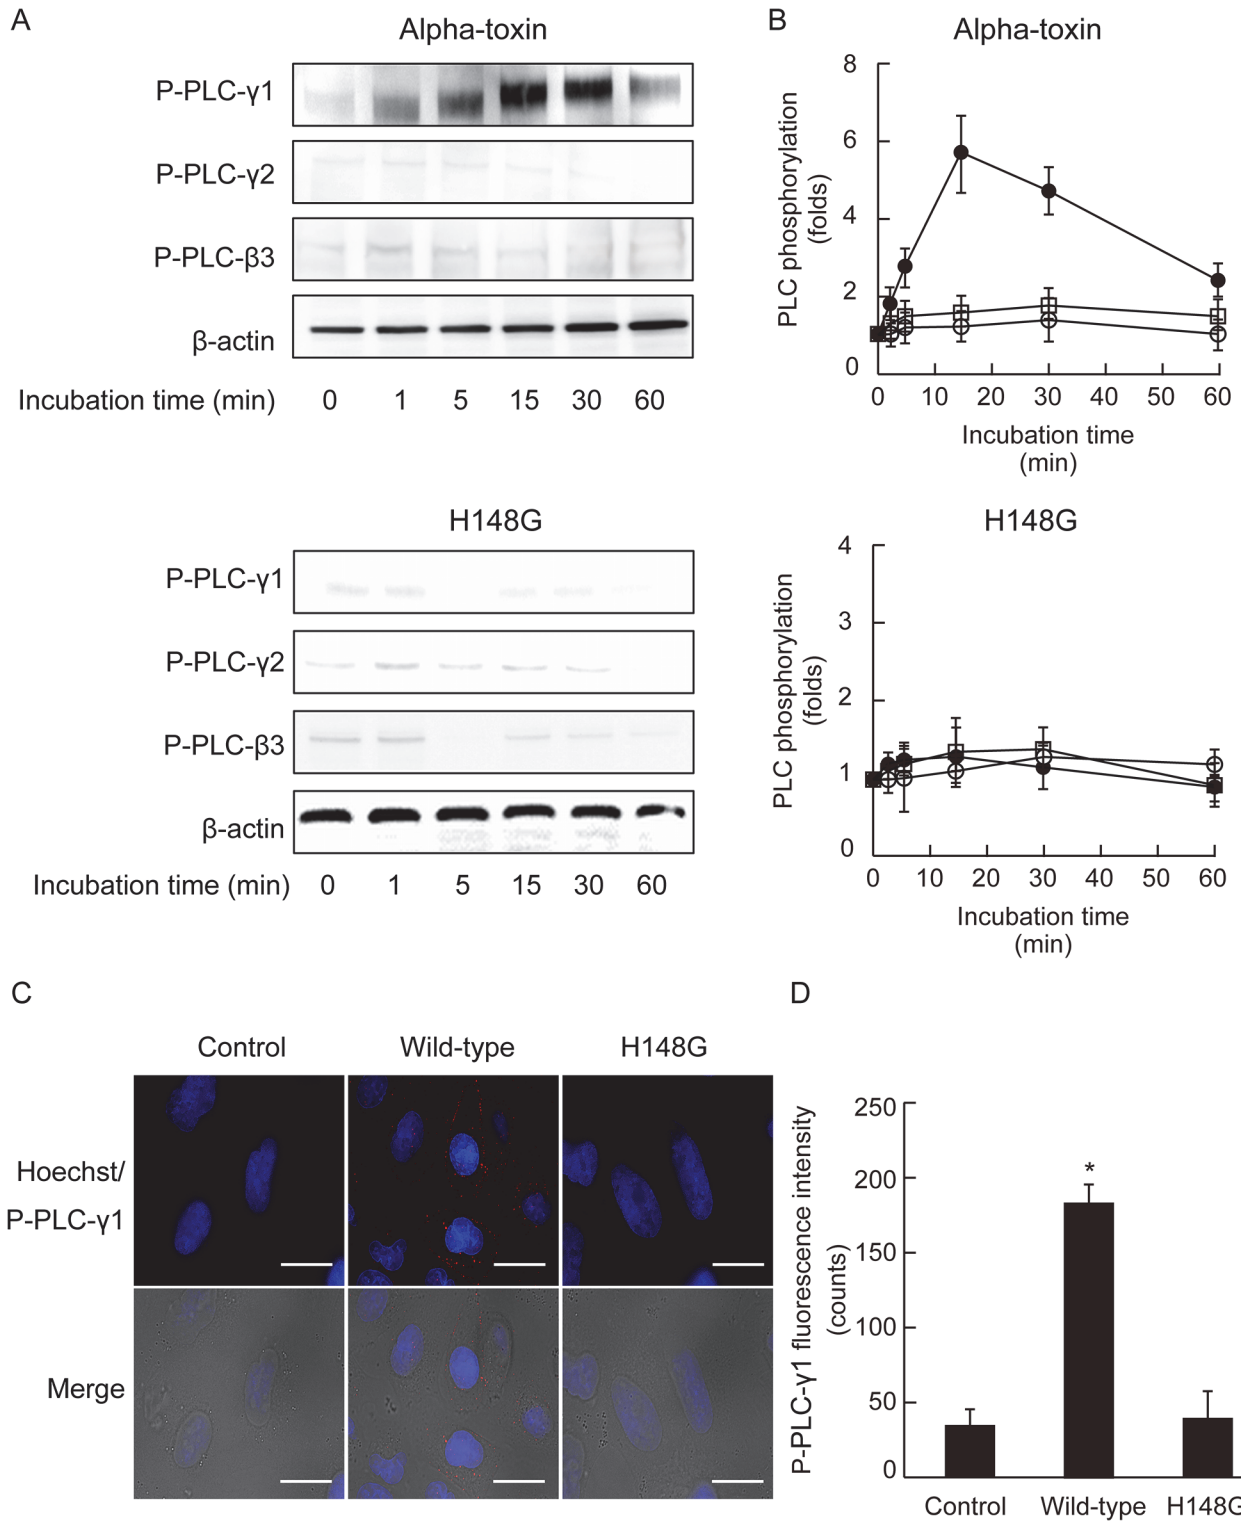 A
Alpha-toxin
P-PLC-γ1
P-PLC-γ2
P-PLC-β3
β-actin
Incubation time (min) 0 1 5 15 30 60
H148G
P-PLC-γ1
P-PLC-γ2
P-PLC-β3
β-actin
Incubation time (min) 0 1 5 15 30 60
B
Alpha-toxin
PLC phosphorylation
(folds)
8
6
4
2
0
0 10 20 30 40 50 60
Incubation time
(min)
H148G
PLC phosphorylation
(folds)
4
3
2
1
0
0 10 20 30 40 50 60
Incubation time
(min)
C
Control Wild-type H148G
Hoechst/
P-PLC-γ1
Merge
D
P-PLC-γ1 fluorescence intensity
(counts)
250
200
150
100
50
0
*
Control Wild-type H148G